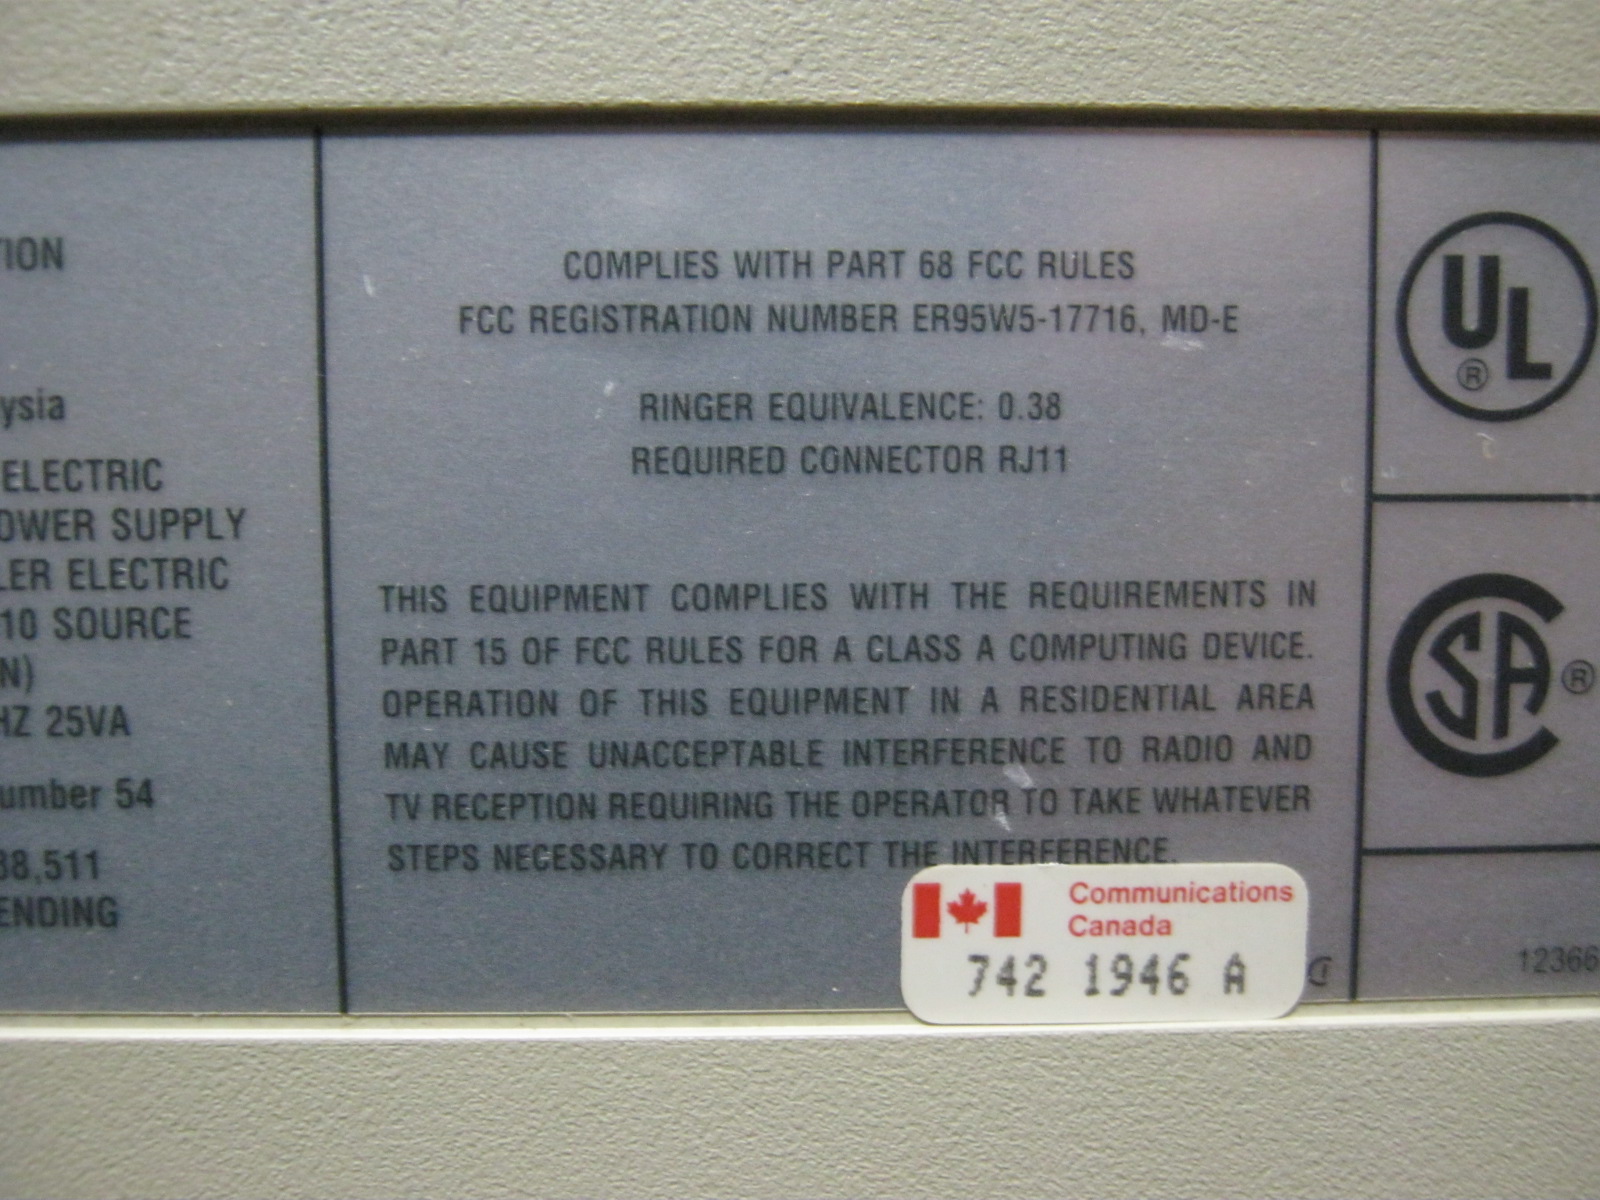 TION
ysia
ELECTRIC
OWER SUPPLY
LER ELECTRIC
10 SOURCE
N)
HZ 25VA
umber 54
38,511
ENDING
COMPLIES WITH PART 68 FCC RULES
FCC REGISTRATION NUMBER ER95W5-17716, MD-E
RINGER EQUIVALENCE: 0.38
REQUIRED CONNECTOR RJ11
THIS EQUIPMENT COMPLIES WITH THE REQUIREMENTS IN
PART 15 OF FCC RULES FOR A CLASS A COMPUTING DEVICE.
OPERATION OF THIS EQUIPMENT IN A RESIDENTIAL AREA
MAY CAUSE UNACCEPTABLE INTERFERENCE TO RADIO AND
TV RECEPTION REQUIRING THE OPERATOR TO TAKE WHATEVER
STEPS NECESSARY TO CORRECT THE INTERFERENCE.
Communications
Canada
742 1946 A
UL
®
CSA ®
12366